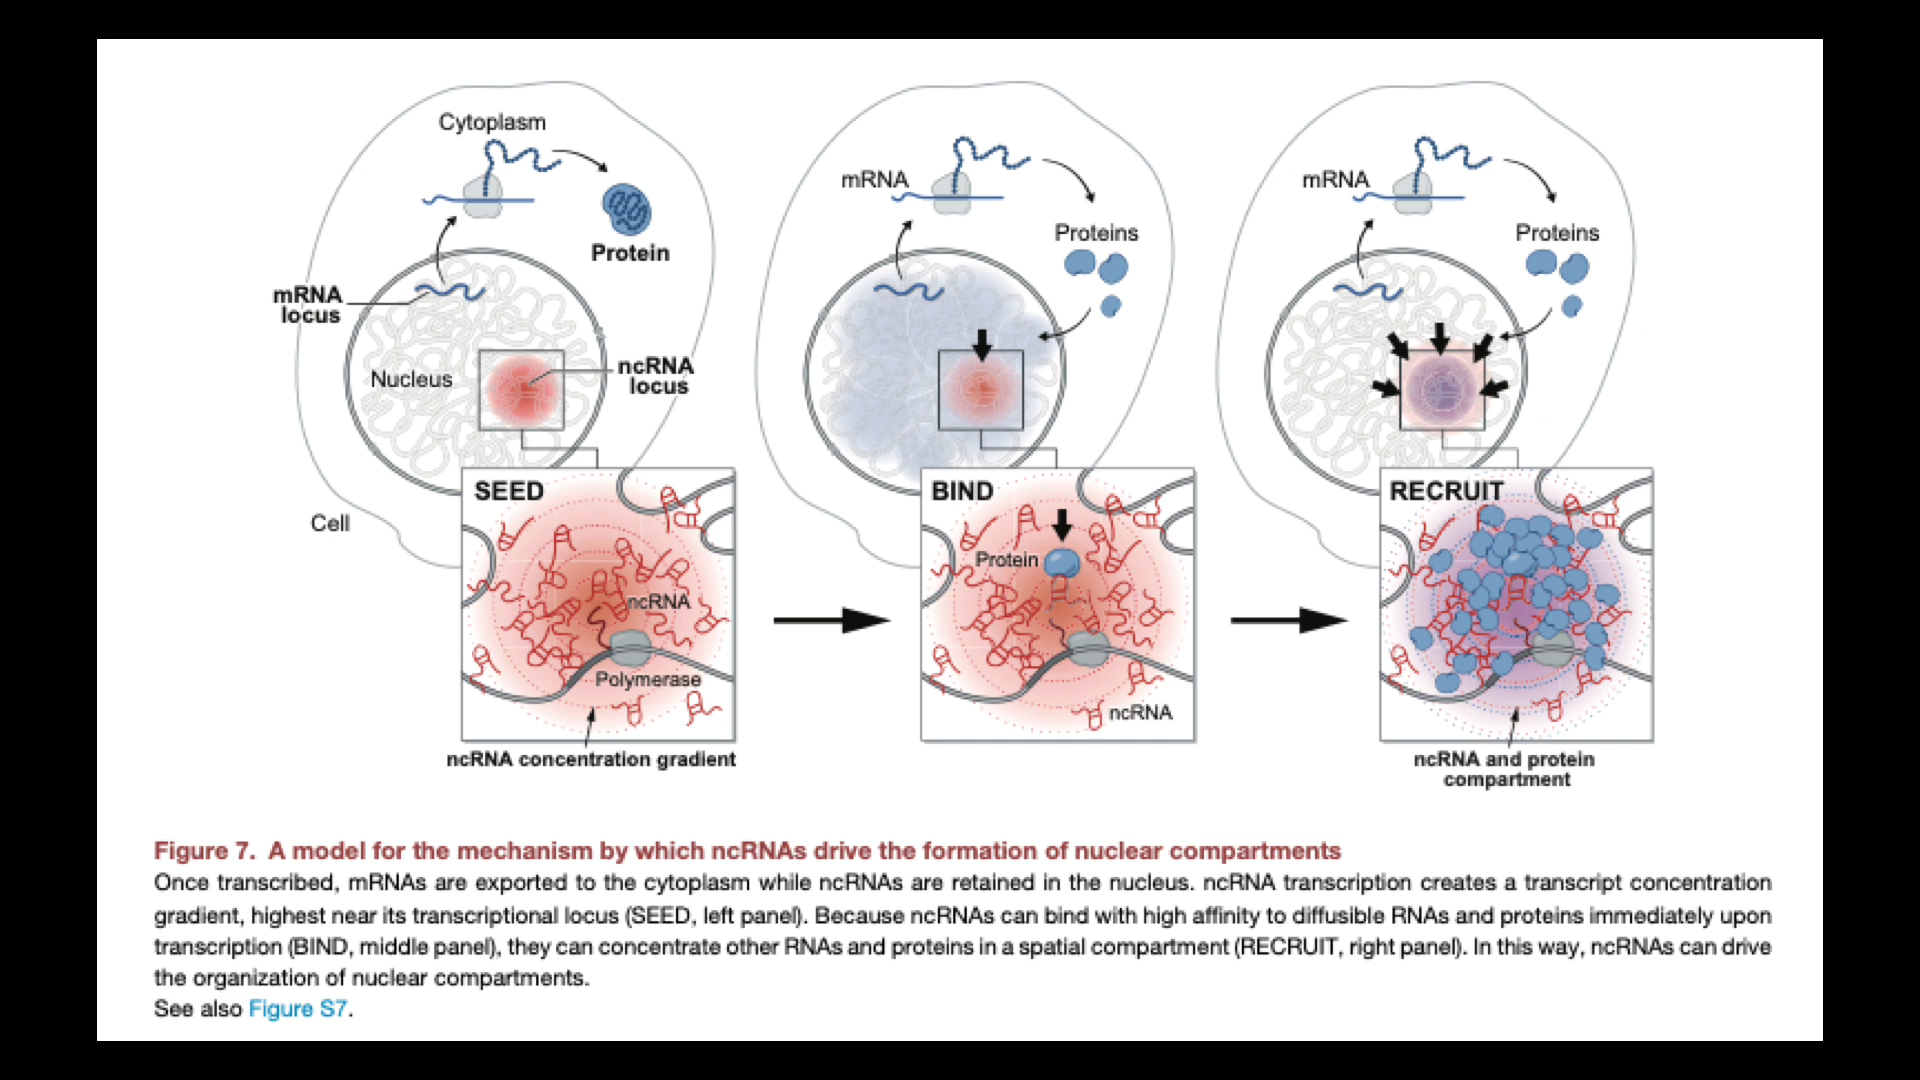 Cytoplasm
Protein
mRNA
locus
Nucleus
ncRNA
locus
Cell
SEED
ncRNA
Polymerase
ncRNA concentration gradient
mRNA
Proteins
BIND
Protein
ncRNA
mRNA
Proteins
RECRUIT
ncRNA and protein
compartment
Figure 7. A model for the mechanism by which ncRNAs drive the formation of nuclear compartments
Once transcribed, mRNAs are exported to the cytoplasm while ncRNAs are retained in the nucleus. ncRNA transcription creates a transcript concentration
gradient, highest near its transcriptional locus (SEED, left panel). Because ncRNAs can bind with high affinity to diffusible RNAs and proteins immediately upon
transcription (BIND, middle panel), they can concentrate other RNAs and proteins in a spatial compartment (RECRUIT, right panel). In this way, ncRNAs can drive
the organization of nuclear compartments.
See also Figure S7.